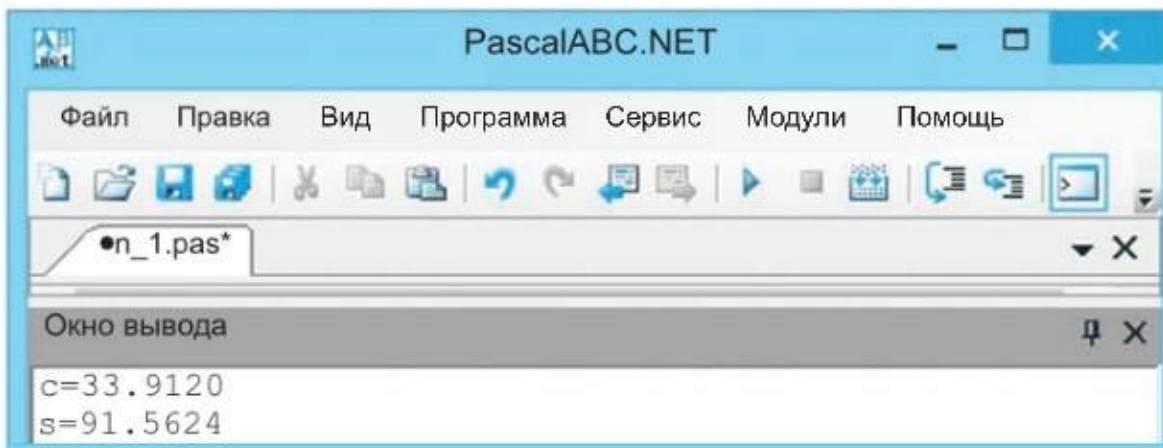 PascalABC.NET
Файл Правка Вид Программа Сервис Модули Помощь
•n_1.pas*
Окно вывода
c=33.9120
s=91.5624